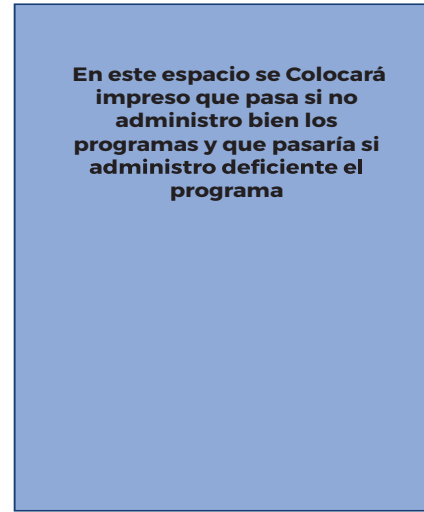 En este espacio se Colocará
impreso que pasa si no
administro bien los
programas y que pasaría si
administro deficiente el
programa